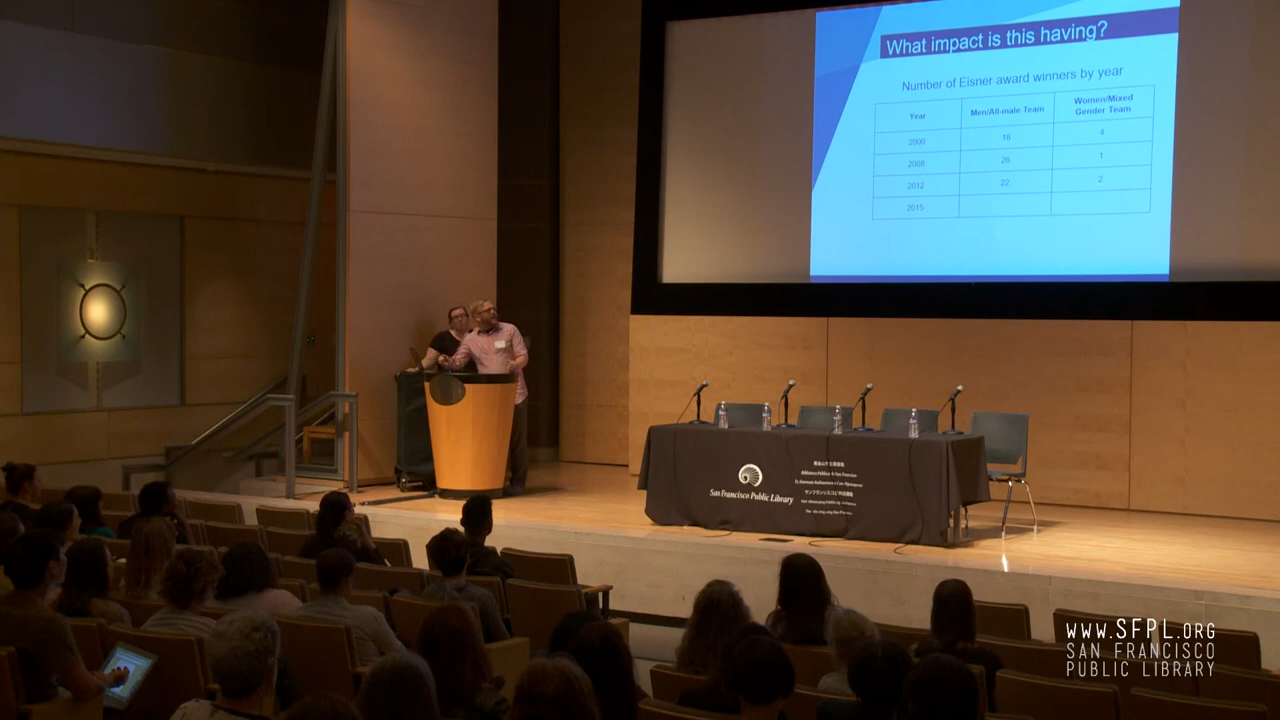 What impact is this having?
Number of Eisner award winners by year
Year Men/All-male Team Women/Mixed Gender Team
2000 18 4
2008 26 1
2012 22 2
2015
San Francisco Public Library
WWW.SFPL.ORG
SAN FRANCISCO
PUBLIC LIBRARY